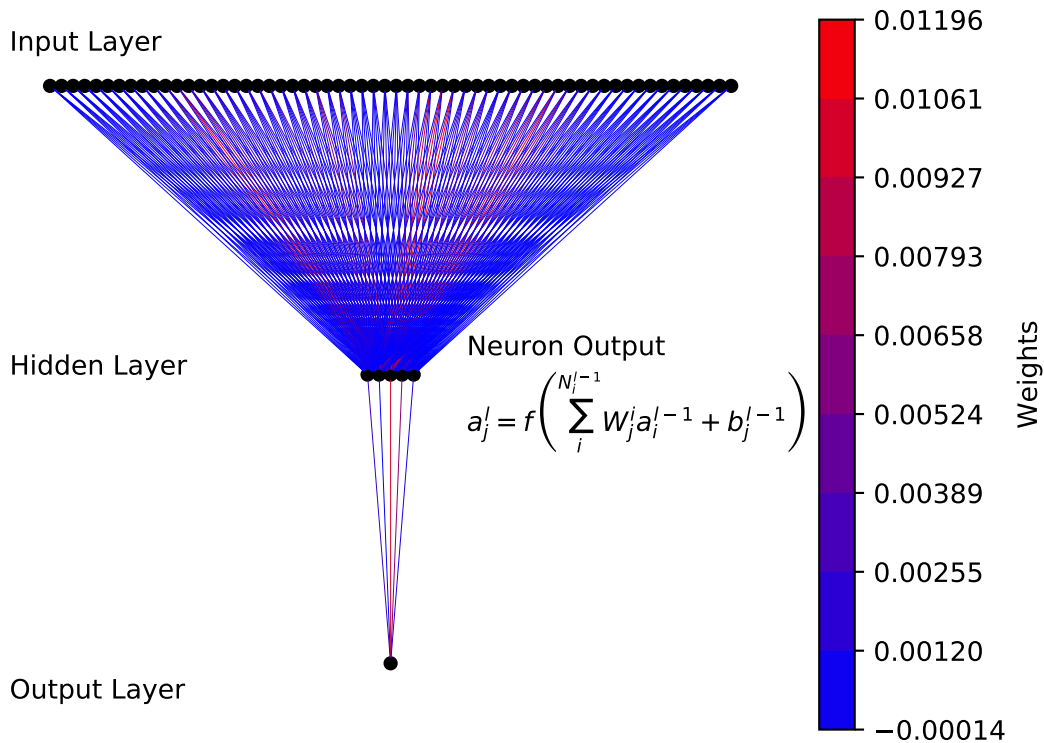 Input Layer
Hidden Layer
Neuron Output
a_j^l = f(∑_i^{N_i^{l−1}} W_j^i a_i^{l−1} + b_j^{l−1})
Output Layer
0.01196
0.01061
0.00927
0.00793
0.00658
0.00524
0.00389
0.00255
0.00120
−0.00014
Weights